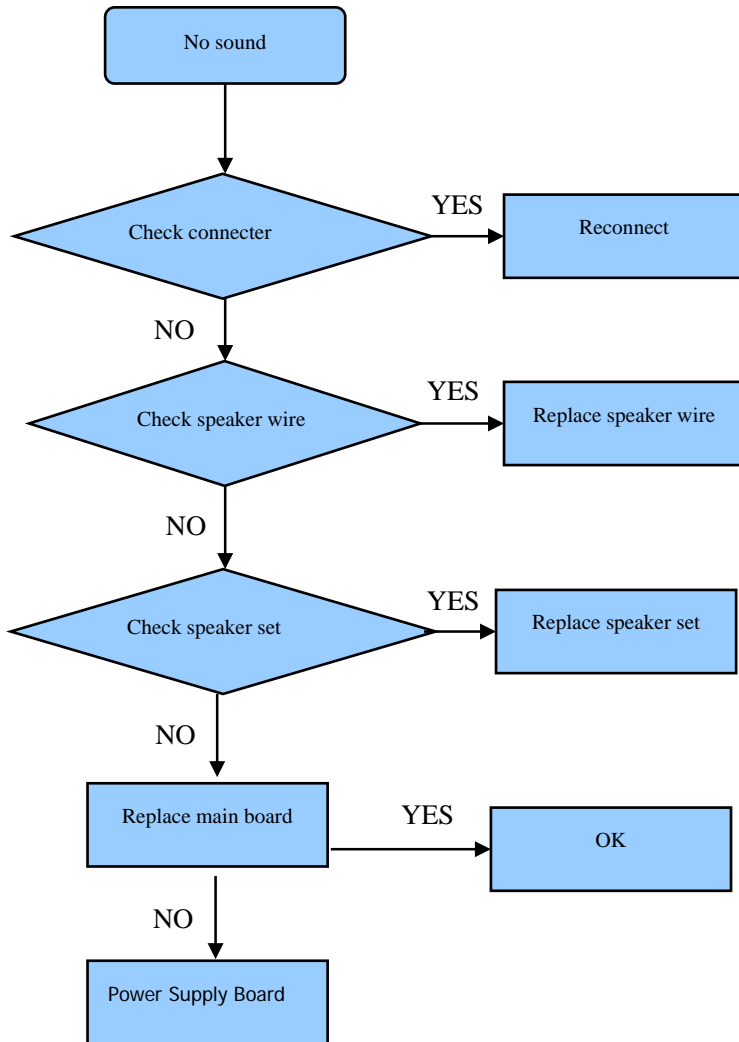 No sound
Check connecter
YES
Reconnect
NO
Check speaker wire
YES
Replace speaker wire
NO
Check speaker set
YES
Replace speaker set
NO
Replace main board
YES
OK
NO
Power Supply Board